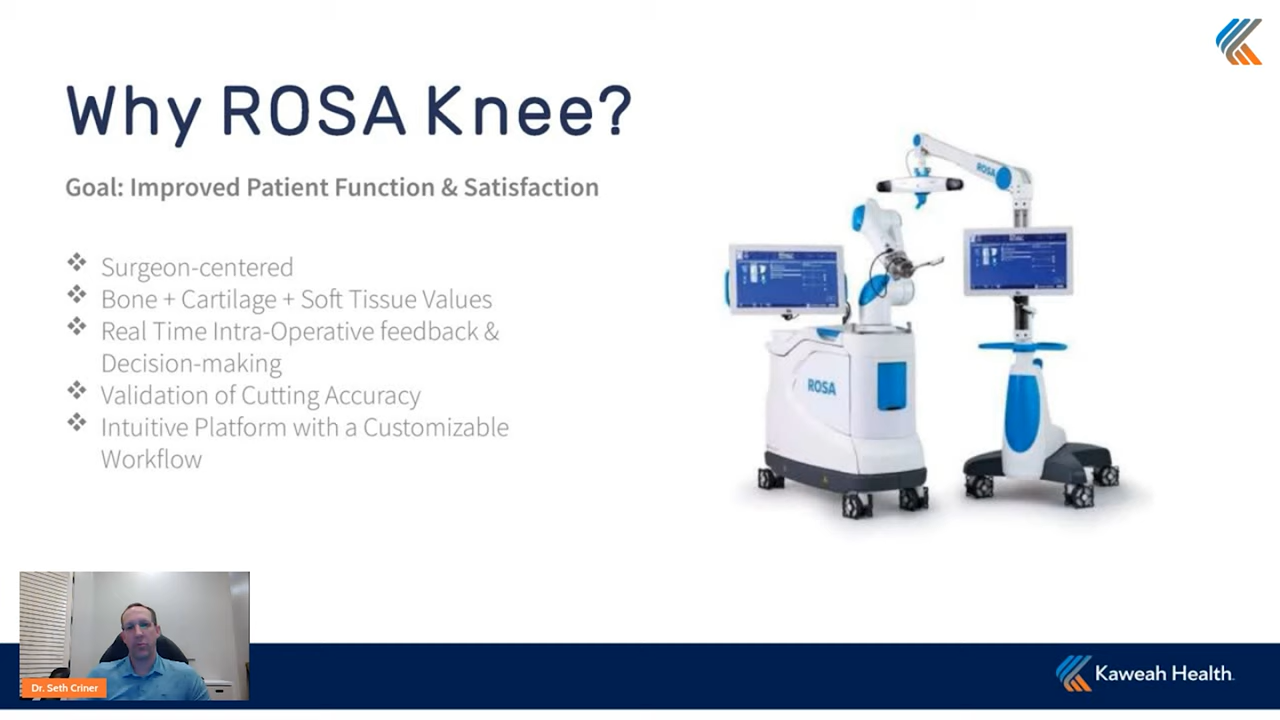 Why ROSA Knee?
Goal: Improved Patient Function & Satisfaction
Surgeon-centered
Bone + Cartilage + Soft Tissue Values
Real Time Intra-Operative feedback &
Decision-making
Validation of Cutting Accuracy
Intuitive Platform with a Customizable
Workflow
ROSA
ROSA
Dr. Seth Criner
Kaweah Health